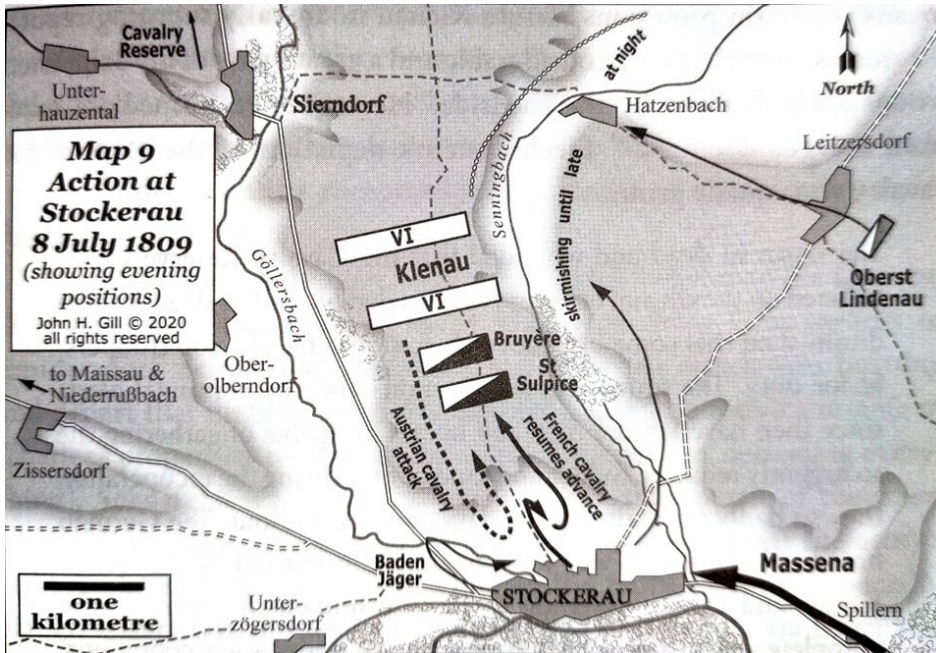 Cavalry
Reserve
Unter-
hauzental
Sierndorf
at night
Hatzenbach
North
Leitzersdorf
Map 9
Action at
Stockerau
8 July 1809
(showing evening
positions)
John H. Gill © 2020
all rights reserved
Göllersbach
Senningbach
skirmishing until late
VI
Klenau
VI
Oberst
Lindenau
Bruyère
St
Sulpice
Ober-
olberndorf
to Maissau &
Niederrußbach
Zissersdorf
Austrian cavalry
attack
French cavalry
resumes advance
Baden
Jäger
STOCKERAU
Massena
Spillern
one
kilometre
Unter-
zögersdorf